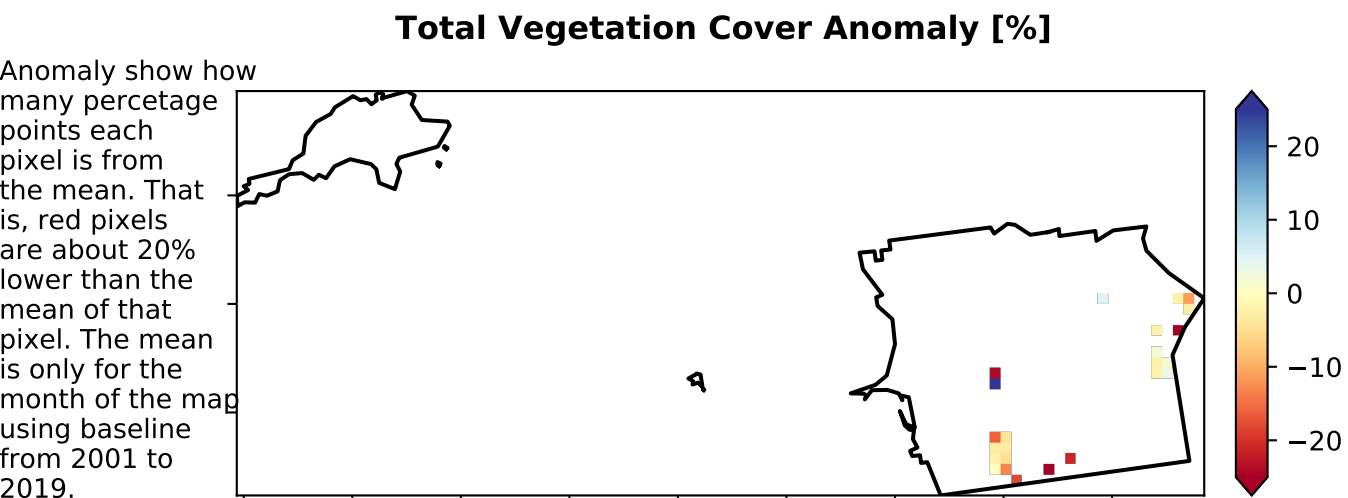 Total Vegetation Cover Anomaly [%]
Anomaly show how
many percetage
points each
pixel is from
the mean. That
is, red pixels
are about 20%
lower than the
mean of that
pixel. The mean
is only for the
month of the map
using baseline
from 2001 to
2019.
20
10
0
−10
−20